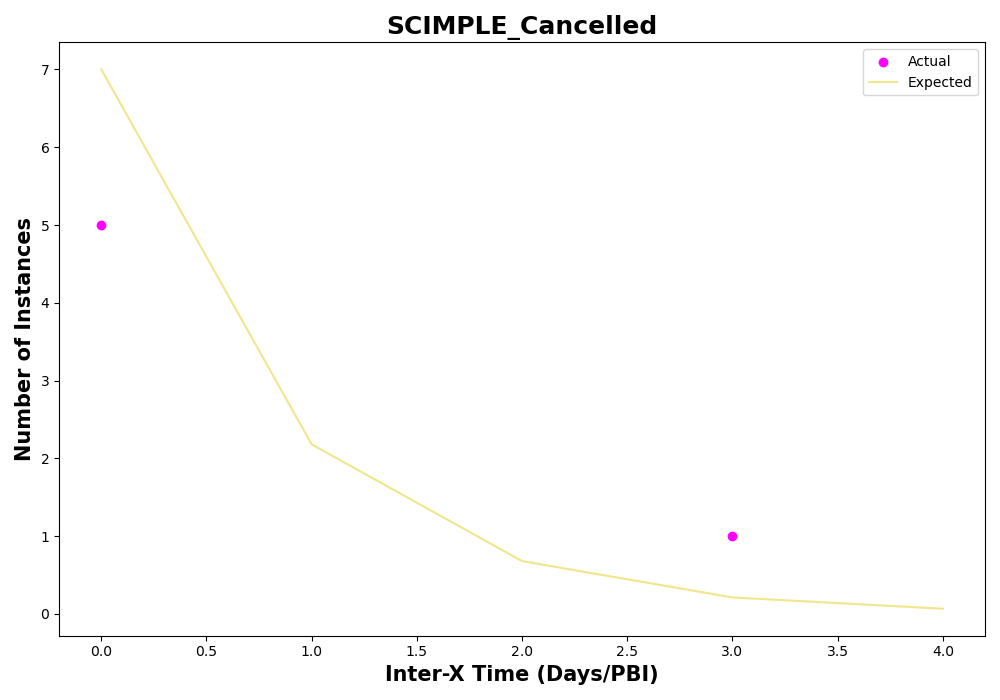 SCIMPLE_Cancelled
Actual
Expected
Number of Instances
7
6
5
4
3
2
1
0
0.0 0.5 1.0 1.5 2.0 2.5 3.0 3.5 4.0
Inter-X Time (Days/PBI)